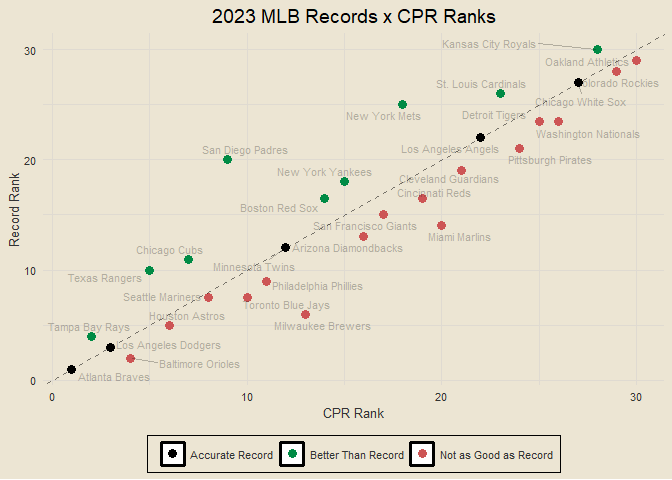 2023 MLB Records x CPR Ranks
Kansas City Royals
30
Oakland Athletics
Colorado Rockies
St. Louis Cardinals
Chicago White Sox
New York Mets
Detroit Tigers
Washington Nationals
Los Angeles Angels
San Diego Padres
20
Pittsburgh Pirates
New York Yankees
Cleveland Guardians
Cincinnati Reds
Boston Red Sox
San Francisco Giants
Miami Marlins
Chicago Cubs
Arizona Diamondbacks
Minnesota Twins
10
Texas Rangers
Philadelphia Phillies
Seattle Mariners
Toronto Blue Jays
Houston Astros
Tampa Bay Rays
Milwaukee Brewers
Los Angeles Dodgers
Baltimore Orioles
Atlanta Braves
0
Record Rank
0 10 20 30
CPR Rank
Accurate Record Better Than Record Not as Good as Record